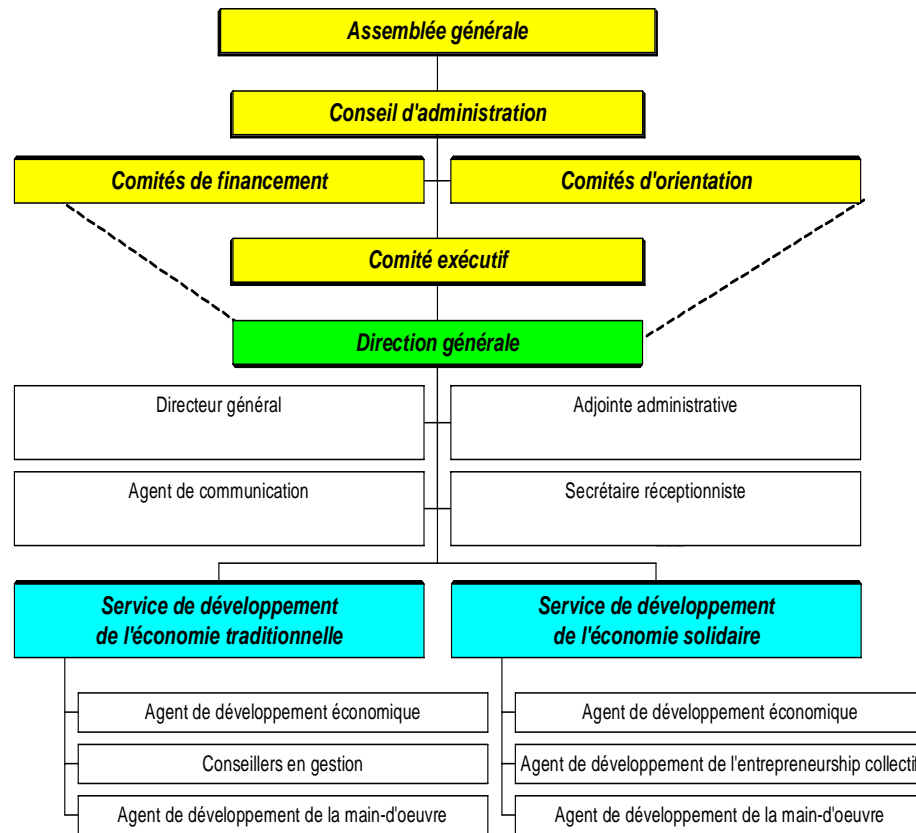 Assemblée générale
Conseil d'administration
Comités de financement
Comités d'orientation
Comité exécutif
Direction générale
Directeur général
Adjointe administrative
Agent de communication
Secrétaire réceptionniste
Service de développement
de l'économie traditionnelle
Service de développement
de l'économie solidaire
Agent de développement économique
Conseillers en gestion
Agent de développement de la main-d'oeuvre
Agent de développement économique
Agent de développement de l'entrepreneurship collectif
Agent de développement de la main-d'oeuvre